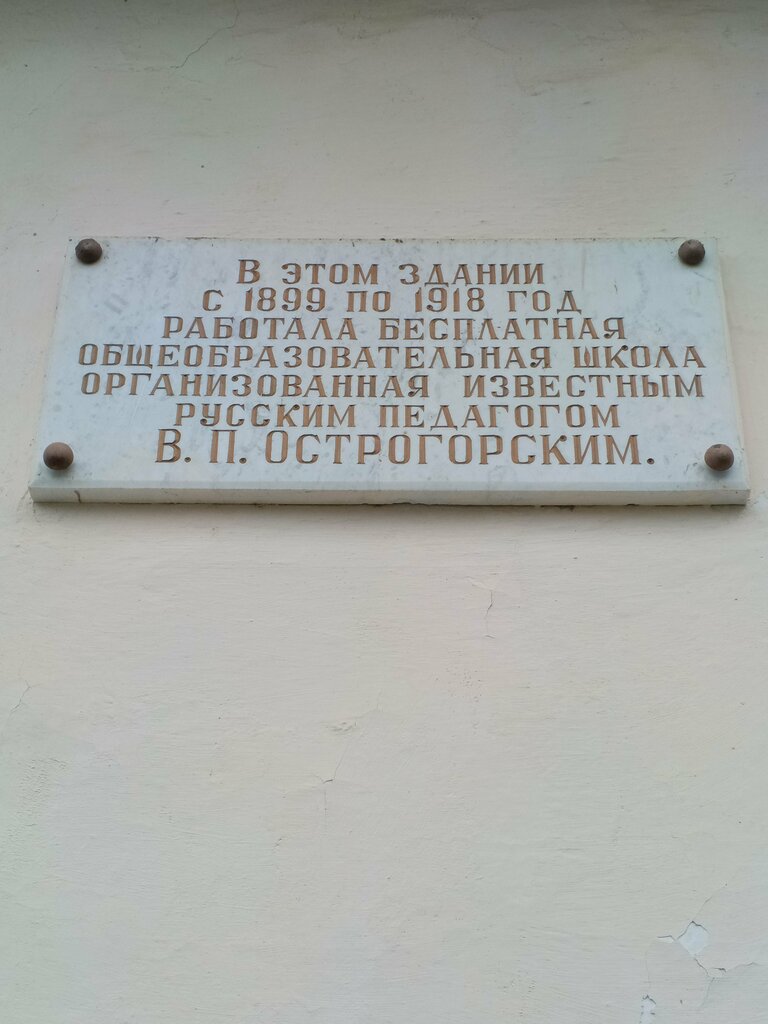 В ЭТОМ ЗДАНИИ
С 1899 ПО 1918 ГОД
РАБОТАЛА БЕСПЛАТНАЯ
ОБЩЕОБРАЗОВАТЕЛЬНАЯ ШКОЛА
ОРГАНИЗОВАННАЯ ИЗВЕСТНЫМ
РУССКИМ ПЕДАГОГОМ
В. П. ОСТРОГОРСКИМ.